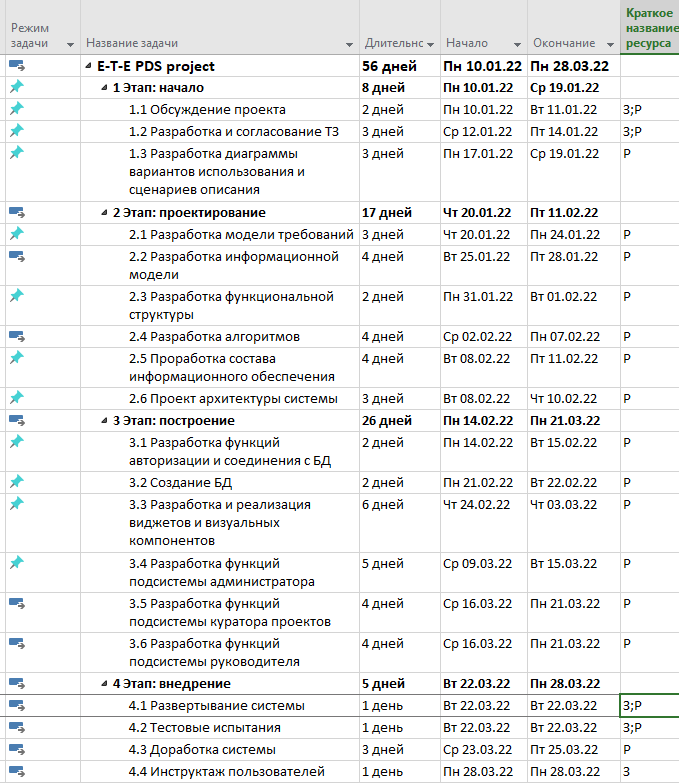 Режим задачи Название задачи Длительнс Начало Окончание Краткое название ресурса
E-T-E PDS project 56 дней Пн 10.01.22 Пн 28.03.22
1 Этап: начало 8 дней Пн 10.01.22 Ср 19.01.22
1.1 Обсуждение проекта 2 дней Пн 10.01.22 Вт 11.01.22 З;Р
1.2 Разработка и согласование ТЗ 3 дней Ср 12.01.22 Пт 14.01.22 З;Р
1.3 Разработка диаграммы 3 дней Пн 17.01.22 Ср 19.01.22 Р
вариантов использования и
сценариев описания
2 Этап: проектирование 17 дней Чт 20.01.22 Пт 11.02.22
2.1 Разработка модели требований 3 дней Чт 20.01.22 Пн 24.01.22 Р
2.2 Разработка информационной 4 дней Вт 25.01.22 Пт 28.01.22 Р
модели
2.3 Разработка функциональной 2 дней Пн 31.01.22 Вт 01.02.22 Р
структуры
2.4 Разработка алгоритмов 4 дней Ср 02.02.22 Пн 07.02.22 Р
2.5 Проработка состава 4 дней Вт 08.02.22 Пт 11.02.22 Р
информационного обеспечения
2.6 Проект архитектуры системы 3 дней Вт 08.02.22 Чт 10.02.22 Р
3 Этап: построение 26 дней Пн 14.02.22 Пн 21.03.22
3.1 Разработка функций 2 дней Пн 14.02.22 Вт 15.02.22 Р
авторизации и соединения с БД
3.2 Создание БД 2 дней Пн 21.02.22 Вт 22.02.22 Р
3.3 Разработка и реализация 6 дней Чт 24.02.22 Чт 03.03.22 Р
виджетов и визуальных
компонентов
3.4 Разработка функций 5 дней Ср 09.03.22 Вт 15.03.22 Р
подсистемы администратора
3.5 Разработка функций 4 дней Ср 16.03.22 Пн 21.03.22 Р
подсистемы куратора проектов
3.6 Разработка функций 4 дней Ср 16.03.22 Пн 21.03.22 Р
подсистемы руководителя
4 Этап: внедрение 5 дней Вт 22.03.22 Пн 28.03.22
4.1 Развертывание системы 1 день Вт 22.03.22 Вт 22.03.22 З;Р
4.2 Тестовые испытания 1 день Вт 22.03.22 Вт 22.03.22 З;Р
4.3 Доработка системы 3 дней Ср 23.03.22 Пт 25.03.22 Р
4.4 Инструктаж пользователей 1 день Пн 28.03.22 Пн 28.03.22 З